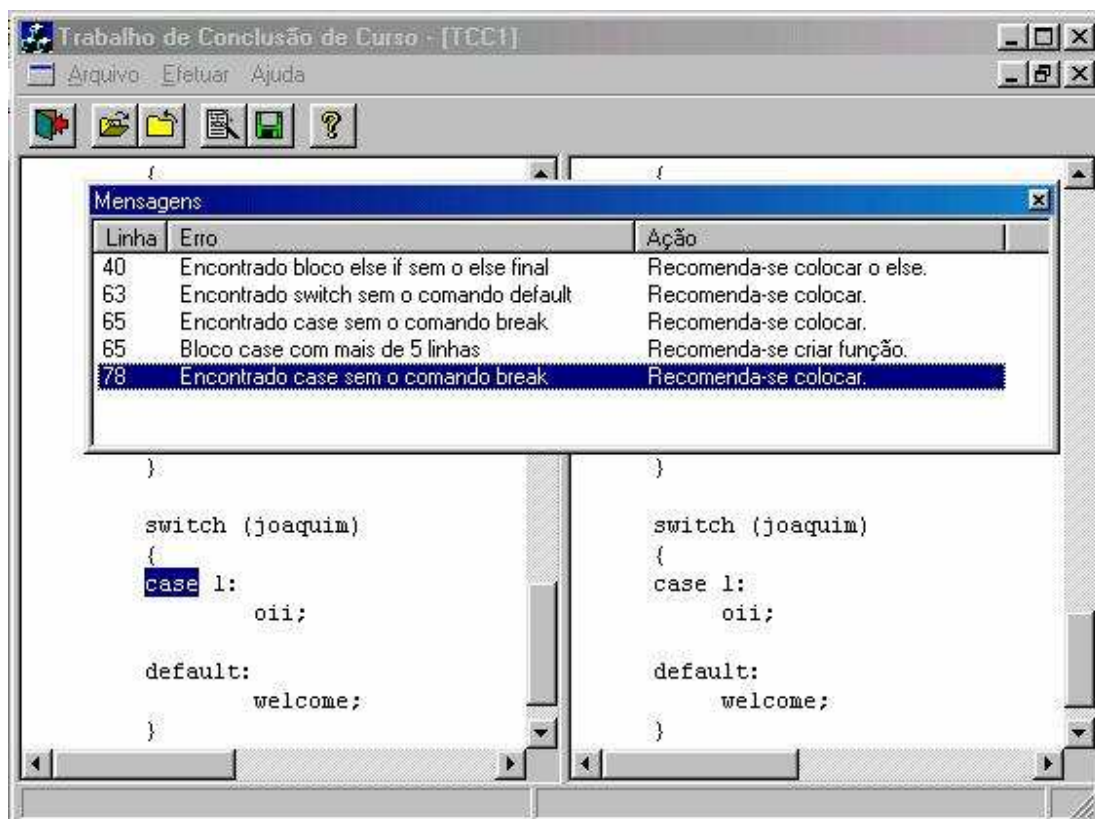 Trabalho de Conclusão de Curso - [TCC1]
Arquivo Efetuar Ajuda
{ {
Mensagens
Linha Erro Ação
40 Encontrado bloco else if sem o else final Recomenda-se colocar o else.
63 Encontrado switch sem o comando default Recomenda-se colocar.
65 Encontrado case sem o comando break Recomenda-se colocar.
65 Bloco case com mais de 5 linhas Recomenda-se criar função.
78 Encontrado case sem o comando break Recomenda-se colocar.
}
switch (joaquim)
{
case 1:
oii;
default:
welcome;
}
}
switch (joaquim)
{
case 1:
oii;
default:
welcome;
}